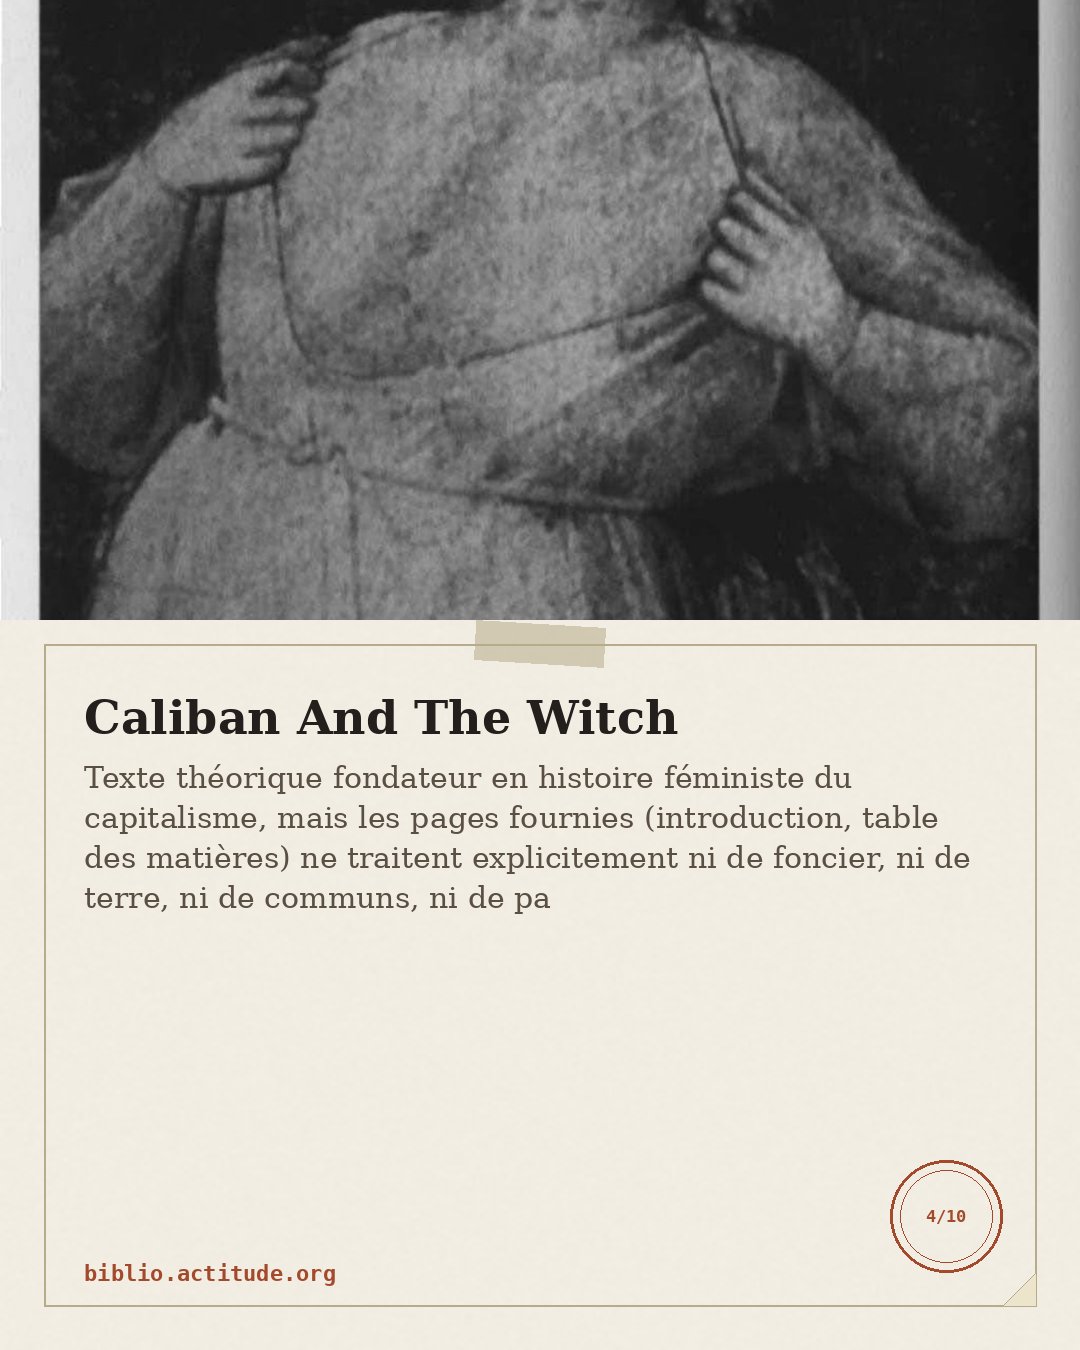 Caliban And The Witch
Texte théorique fondateur en histoire féministe du
capitalisme, mais les pages fournies (introduction, table
des matières) ne traitent explicitement ni de foncier, ni de
terre, ni de communs, ni de pa
4/10
biblio.actitude.org